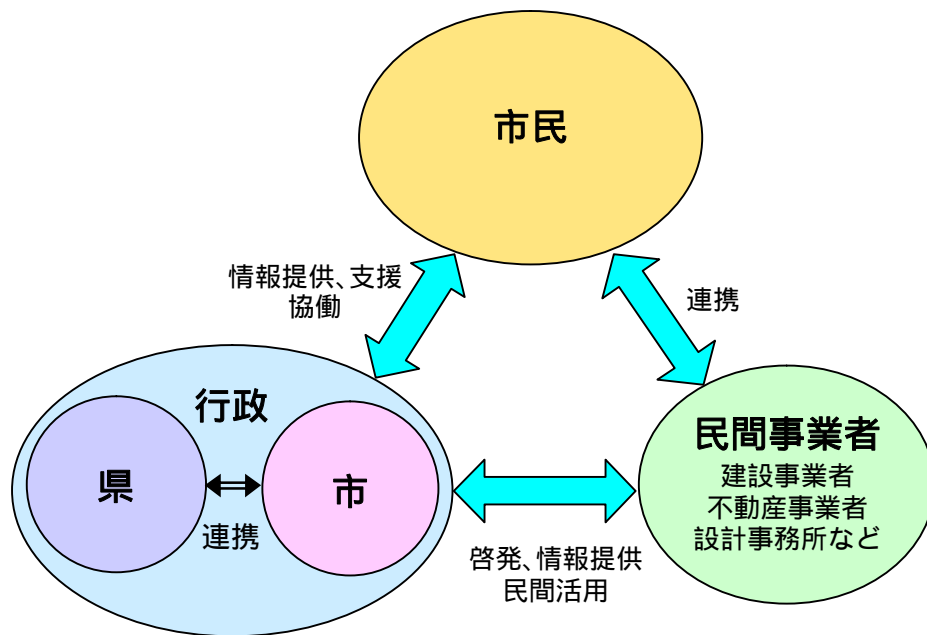 市民
情報提供、支援
協働
連携
行政
県
市
連携
民間事業者
建設事業者
不動産事業者
設計事務所など
啓発、情報提供
民間活用